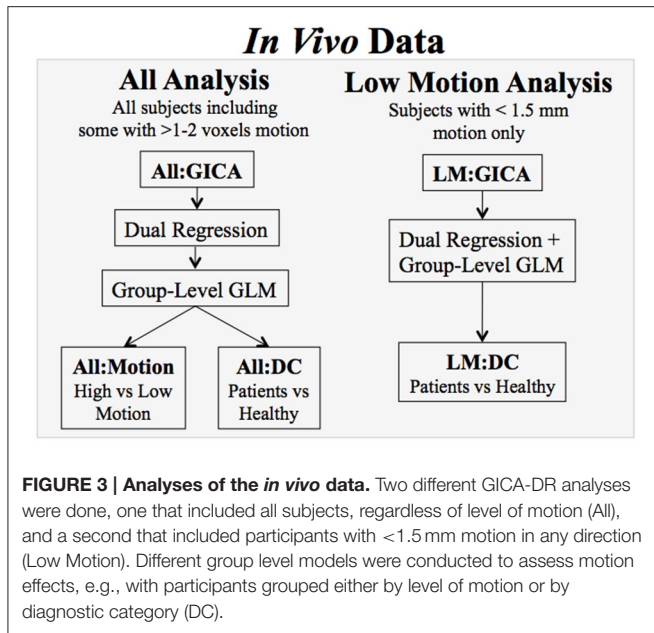 In Vivo Data
All Analysis
All subjects including
some with >1-2 voxels motion
All:GICA
Dual Regression
Group-Level GLM
All:Motion
High vs Low
Motion
All:DC
Patients vs
Healthy
Low Motion Analysis
Subjects with < 1.5 mm
motion only
LM:GICA
Dual Regression +
Group-Level GLM
LM:DC
Patients vs Healthy
FIGURE 3 | Analyses of the in vivo data. Two different GICA-DR analyses
were done, one that included all subjects, regardless of level of motion (All),
and a second that included participants with <1.5 mm motion in any direction
(Low Motion). Different group level models were conducted to assess motion
effects, e.g., with participants grouped either by level of motion or by
diagnostic category (DC).